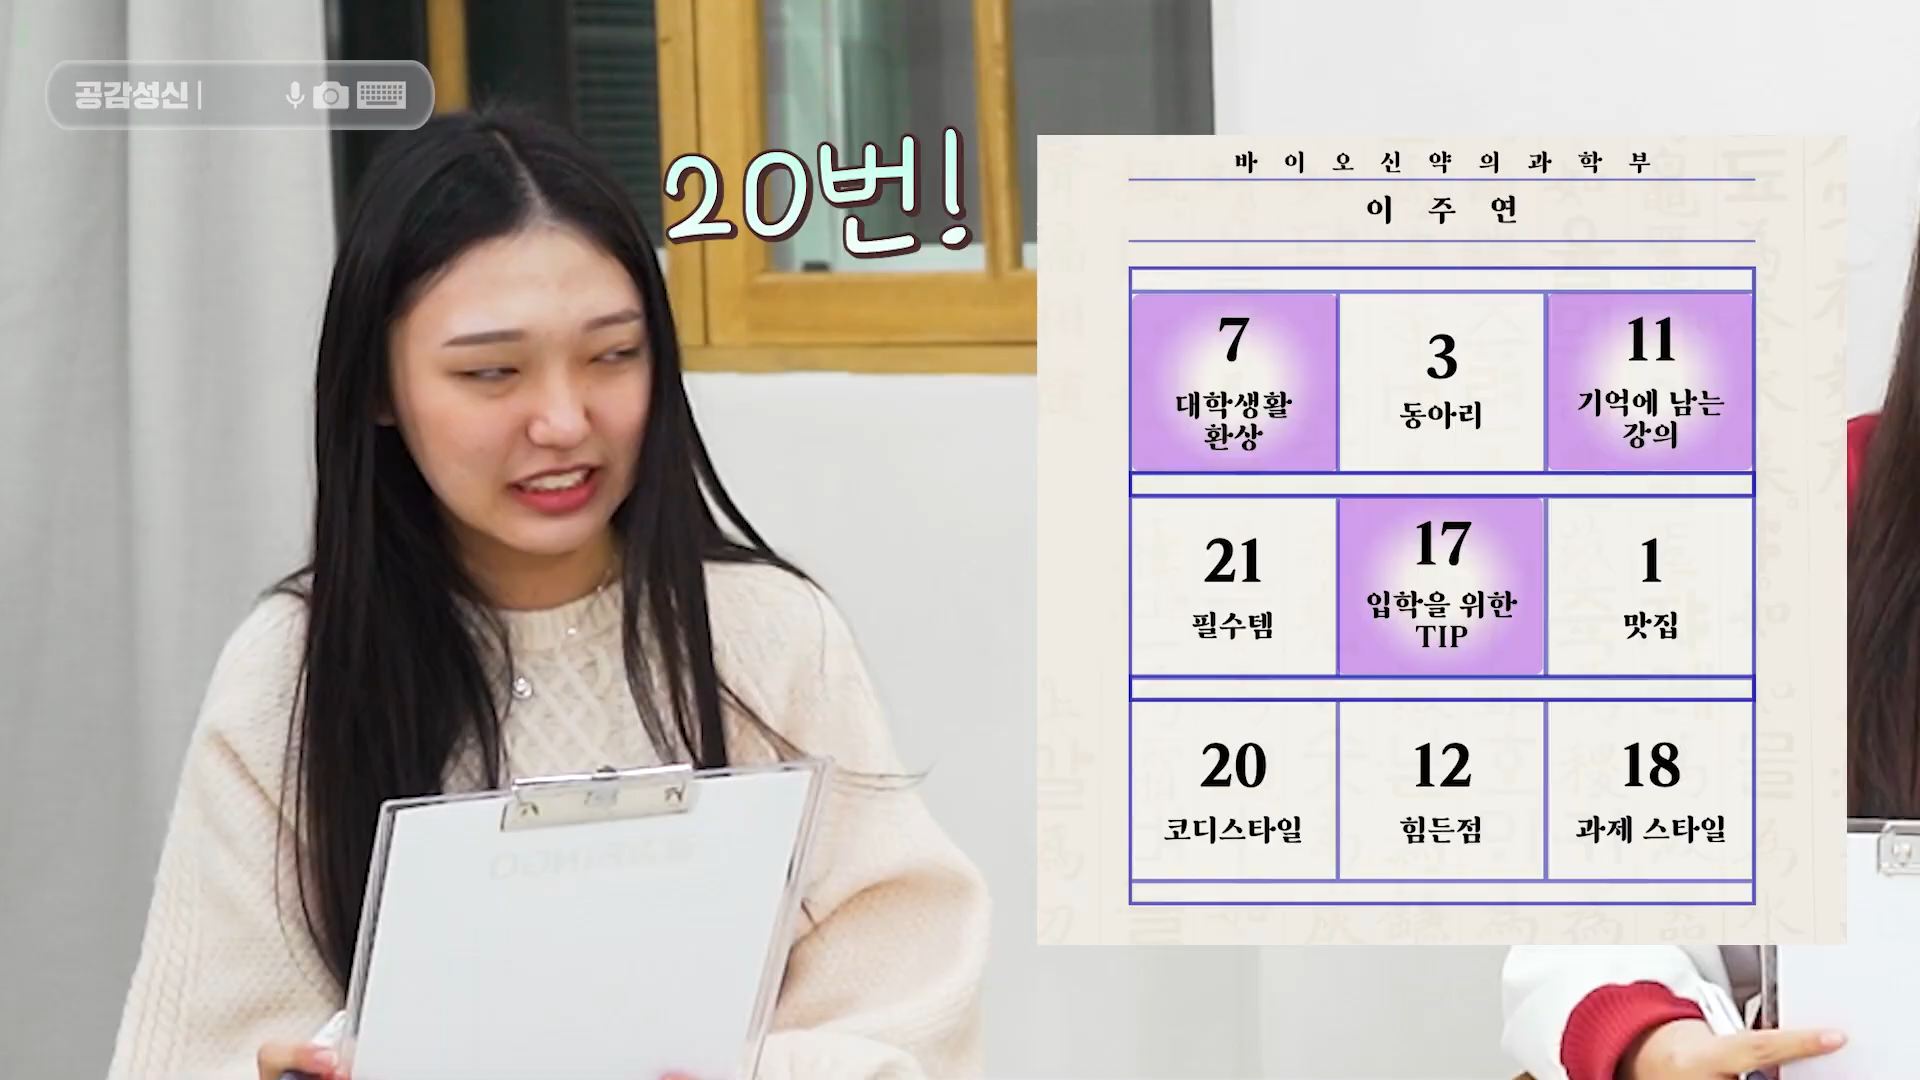 공감성신
20번!
바이오신약의과학부
이주연
7
대학생활
환상
3
동아리
11
기억에 남는
강의
21
필수템
17
입학을 위한
TIP
1
맛집
20
코디스타일
12
힘든점
18
과제 스타일